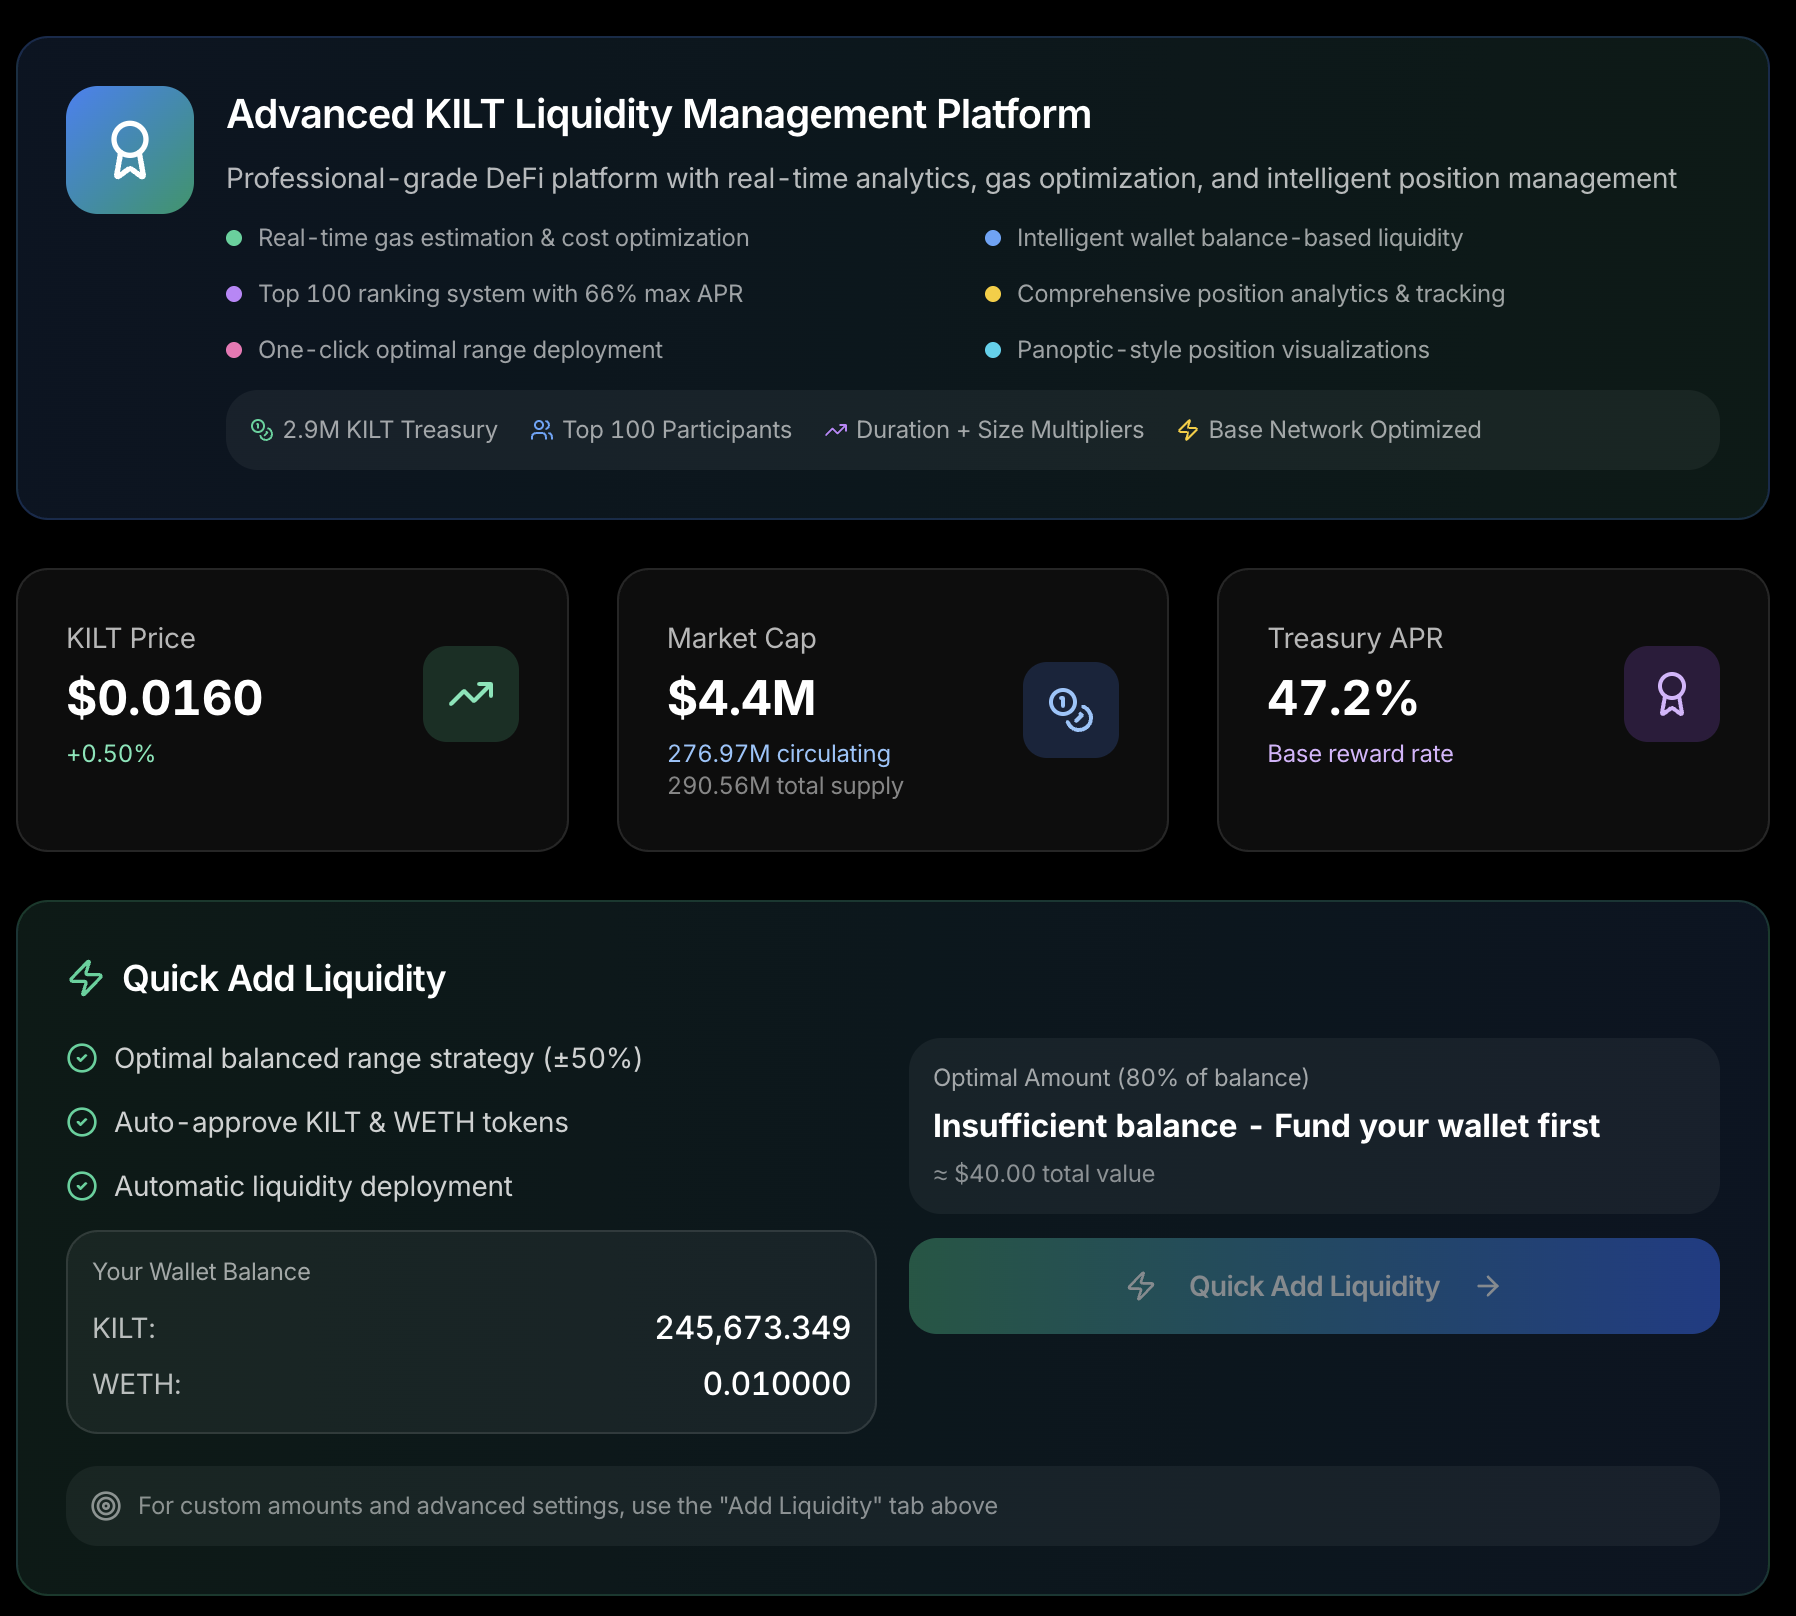 Advanced KILT Liquidity Management Platform
Professional-grade DeFi platform with real-time analytics, gas optimization, and intelligent position management
Real-time gas estimation & cost optimization
Intelligent wallet balance-based liquidity
Top 100 ranking system with 66% max APR
Comprehensive position analytics & tracking
One-click optimal range deployment
Panoptic-style position visualizations
2.9M KILT Treasury
Top 100 Participants
Duration + Size Multipliers
Base Network Optimized
KILT Price
$0.0160
+0.50%
Market Cap
$4.4M
276.97M circulating
290.56M total supply
Treasury APR
47.2%
Base reward rate
Quick Add Liquidity
Optimal balanced range strategy (±50%)
Auto-approve KILT & WETH tokens
Automatic liquidity deployment
Your Wallet Balance
KILT: 245,673.349
WETH: 0.010000
Optimal Amount (80% of balance)
Insufficient balance - Fund your wallet first
≈ $40.00 total value
Quick Add Liquidity →
For custom amounts and advanced settings, use the "Add Liquidity" tab above